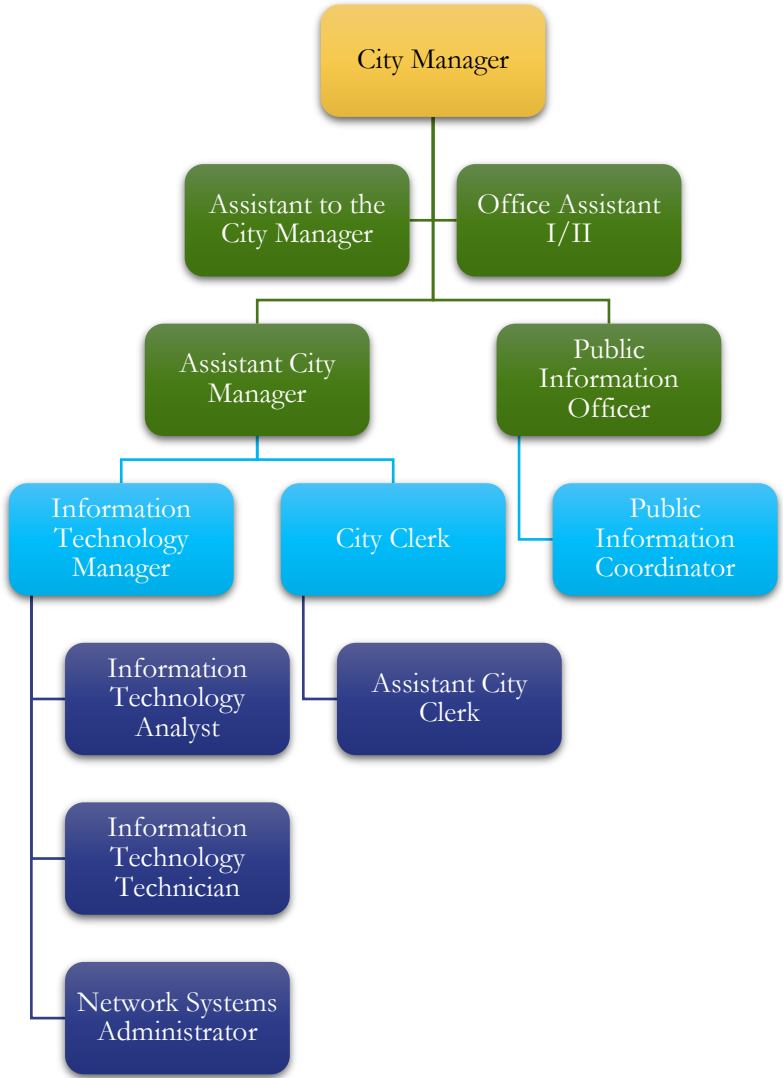 City Manager
Assistant to the
City Manager
Office Assistant
I/II
Assistant City
Manager
Public
Information
Officer
Information
Technology
Manager
City Clerk
Public
Information
Coordinator
Information
Technology
Analyst
Assistant City
Clerk
Information
Technology
Technician
Network Systems
Administrator